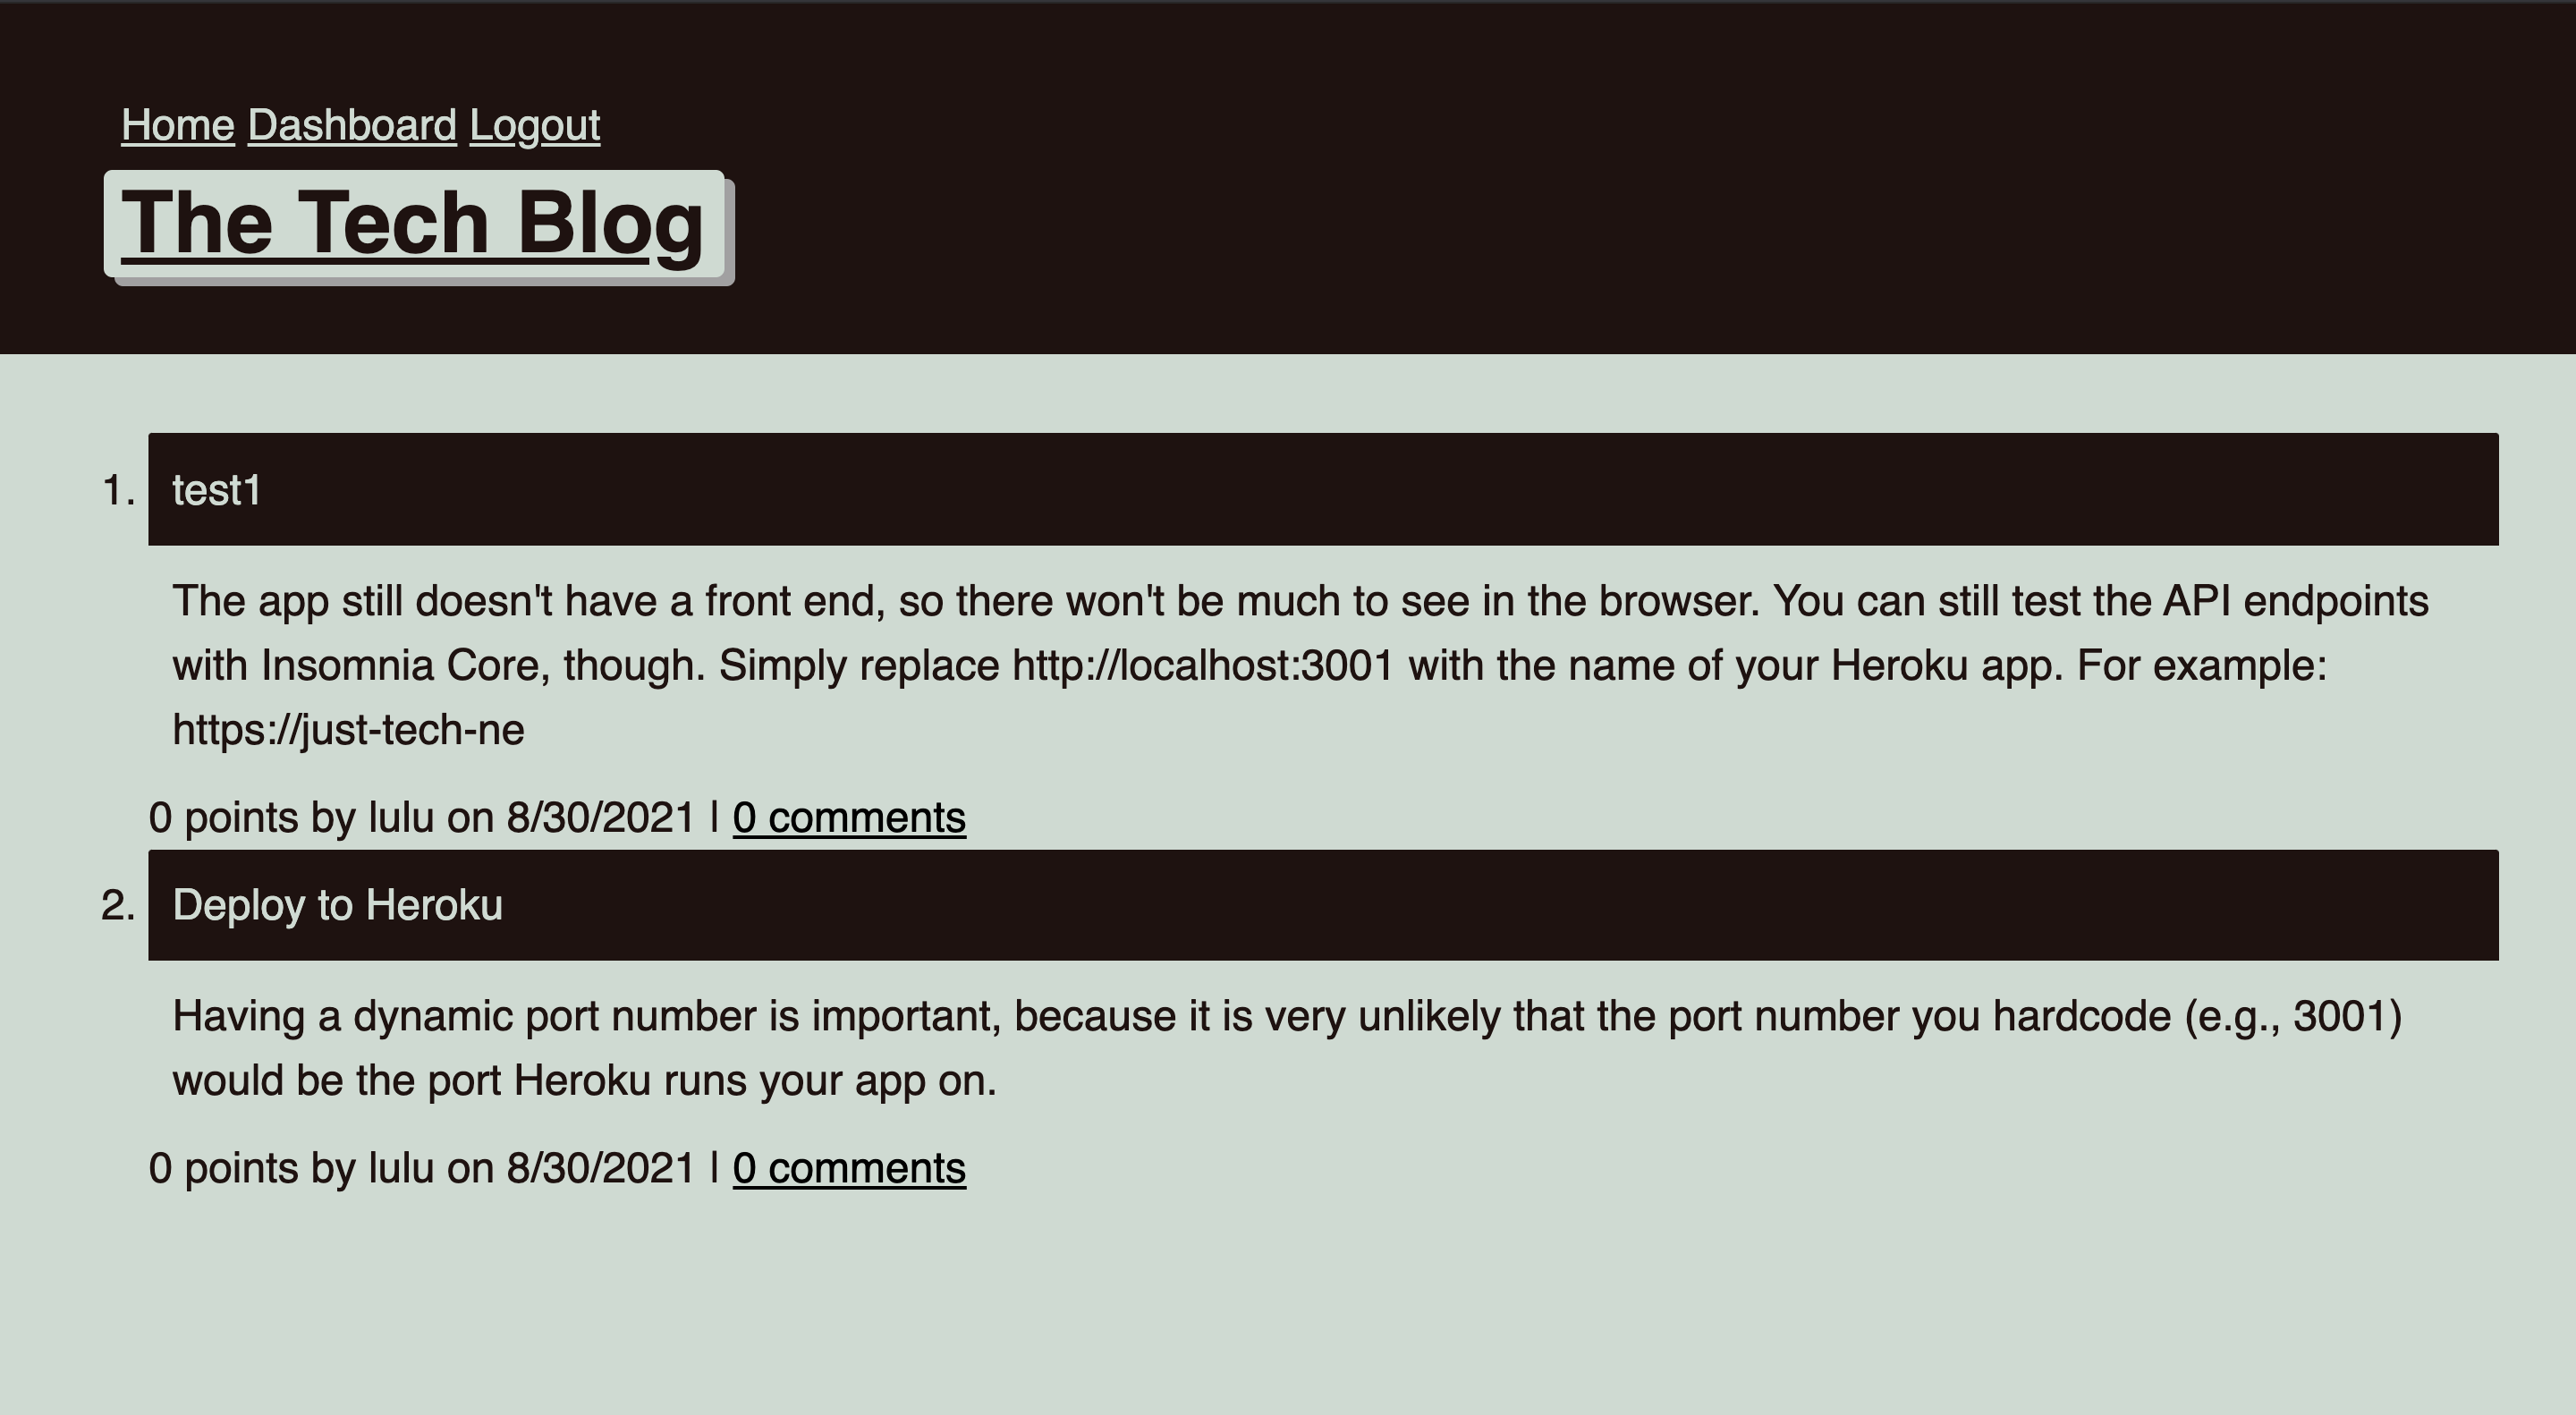 Home Dashboard Logout
The Tech Blog
1. test1
The app still doesn't have a front end, so there won't be much to see in the browser. You can still test the API endpoints
with Insomnia Core, though. Simply replace http://localhost:3001 with the name of your Heroku app. For example:
https://just-tech-ne
0 points by lulu on 8/30/2021 | 0 comments
2. Deploy to Heroku
Having a dynamic port number is important, because it is very unlikely that the port number you hardcode (e.g., 3001)
would be the port Heroku runs your app on.
0 points by lulu on 8/30/2021 | 0 comments